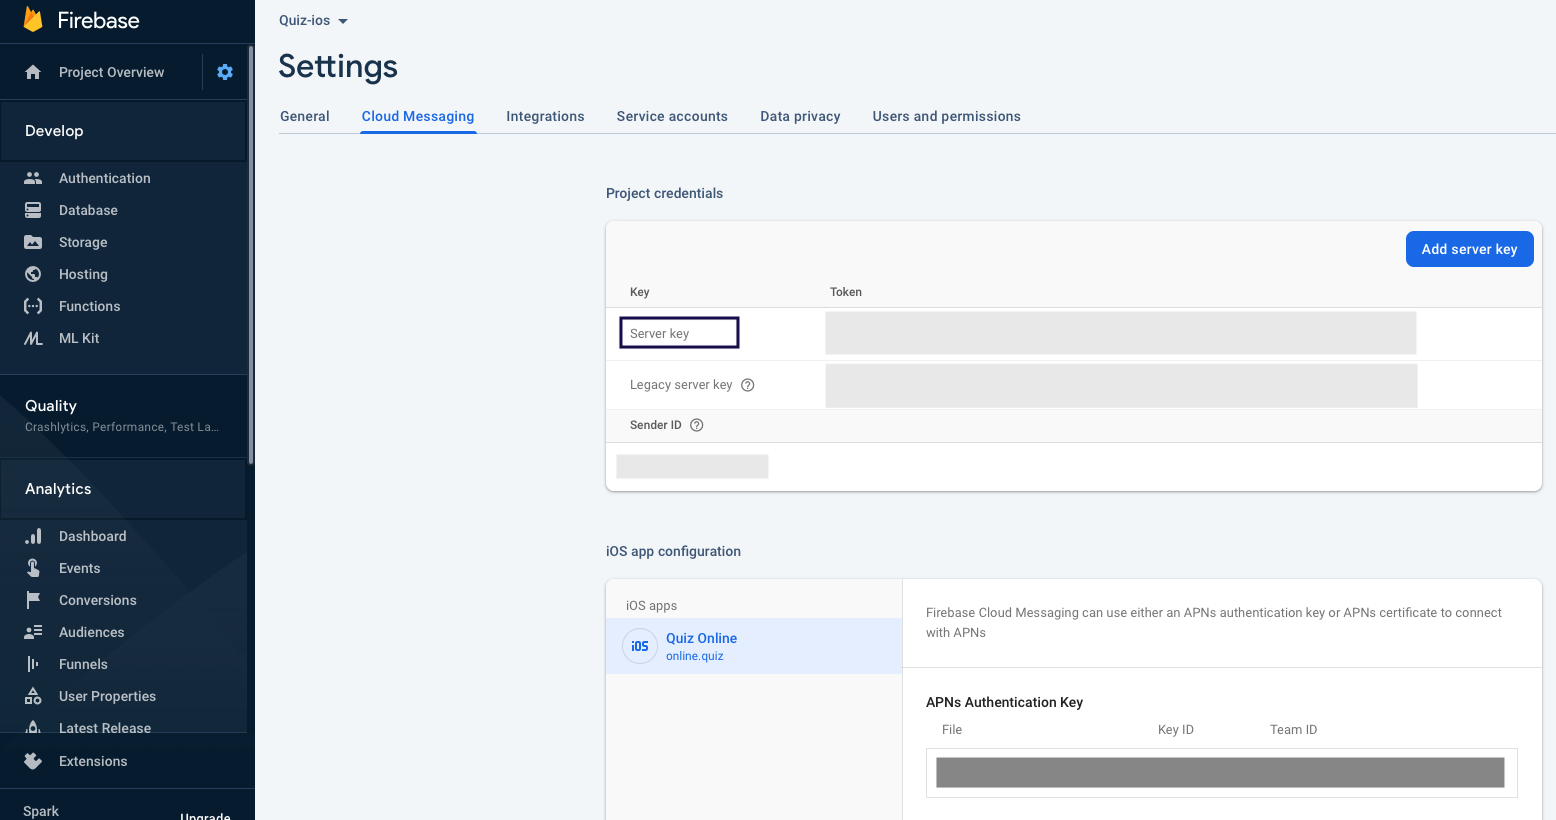 Firebase
Project Overview
Develop
Authentication
Database
Storage
Hosting
Functions
ML Kit
Quality
Crashlytics, Performance, Test La...
Analytics
Dashboard
Events
Conversions
Audiences
Funnels
User Properties
Latest Release
Extensions
Spark
Upgrade
Quiz-ios
Settings
General Cloud Messaging Integrations Service accounts Data privacy Users and permissions
Project credentials
Add server key
Key Token
Server key
Legacy server key ?
Sender ID ?
iOS app configuration
iOS apps
iOS
Quiz Online
online.quiz
Firebase Cloud Messaging can use either an APNs authentication key or APNs certificate to connect
with APNs
APNs Authentication Key
File Key ID Team ID